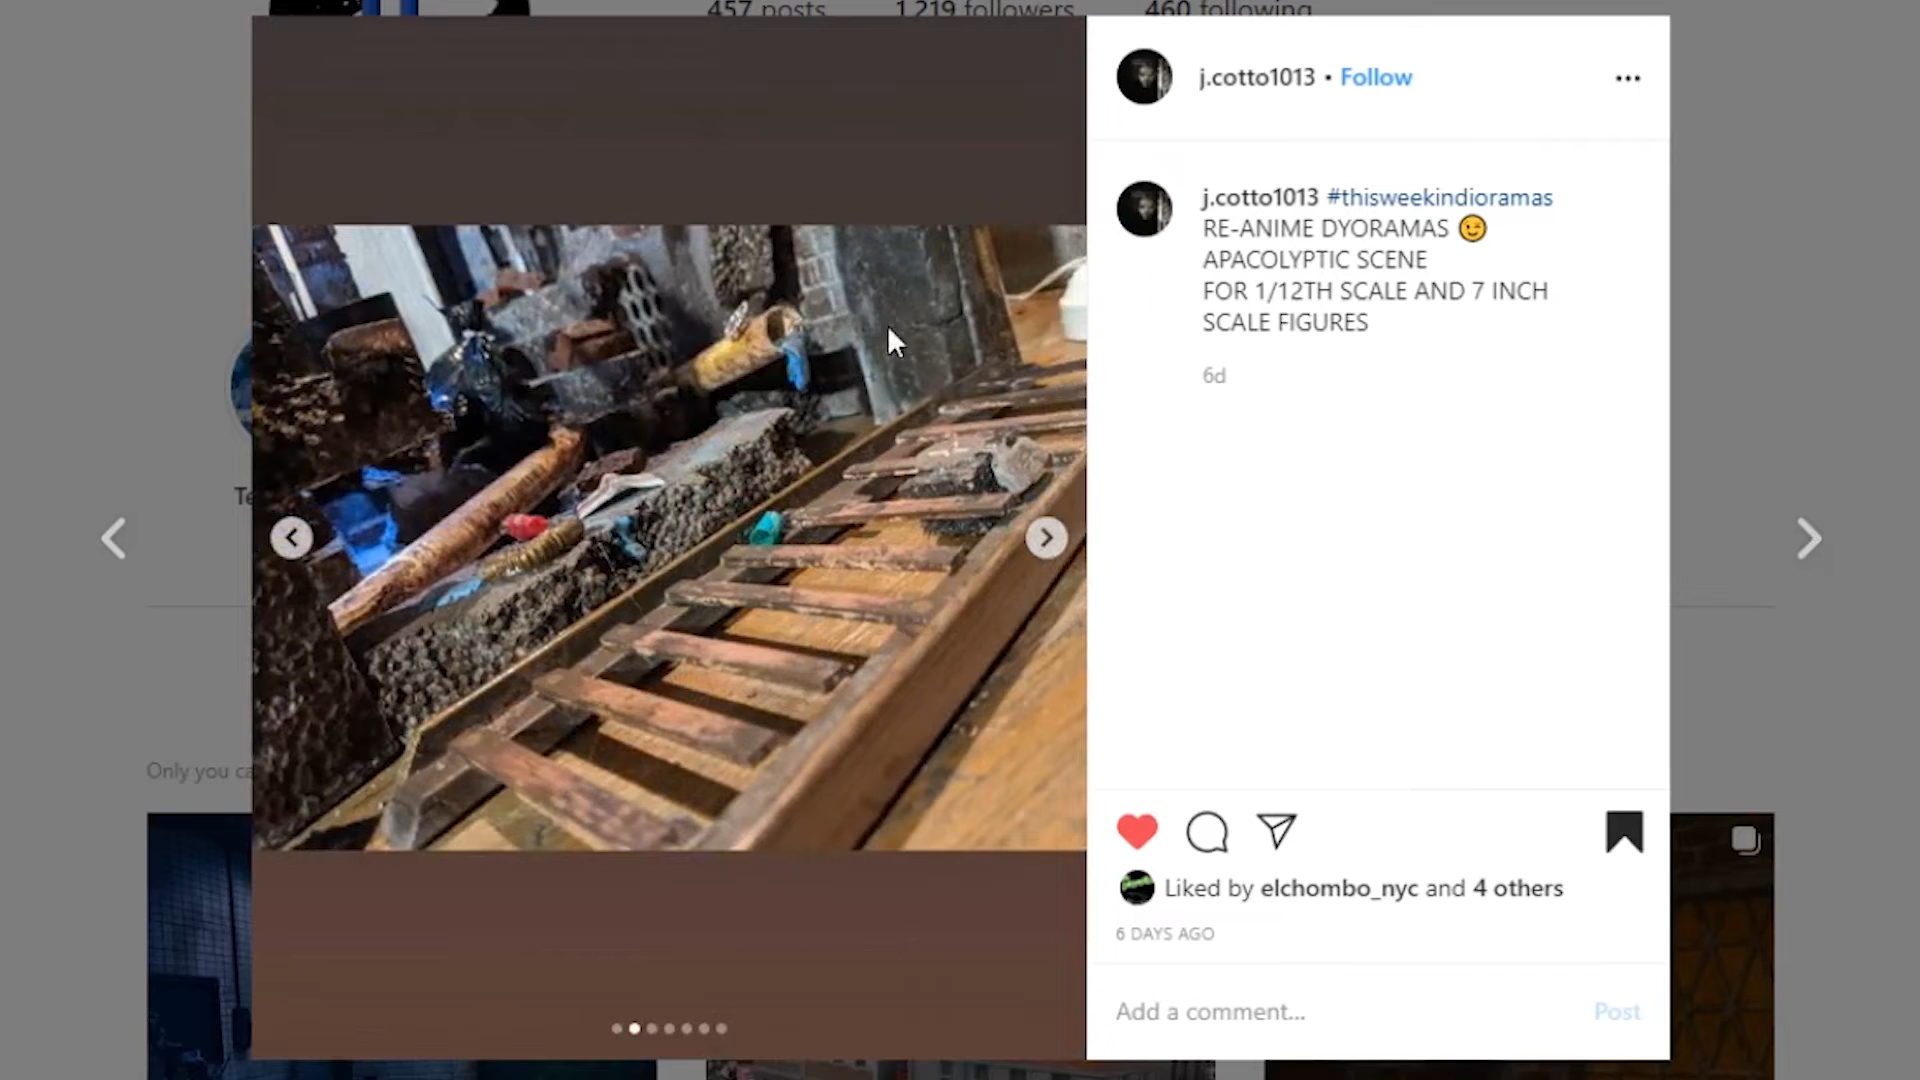 457 posts 1,219 followers 460 following
j.cotto1013 • Follow
j.cotto1013 #thisweekindioramas
RE-ANIME DYORAMAS 😉
APACOLYPTIC SCENE
FOR 1/12TH SCALE AND 7 INCH
SCALE FIGURES
6d
Te
Only you ca
Liked by elchombo_nyc and 4 others
6 DAYS AGO
Add a comment... Post